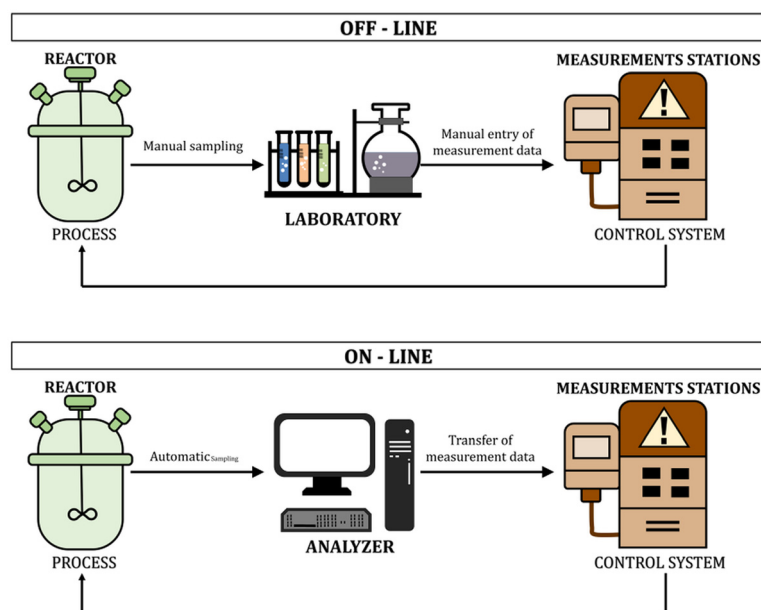 OFF - LINE
REACTOR
MEASUREMENTS STATIONS
Manual sampling
Manual entry of
measurement data
LABORATORY
PROCESS
CONTROL SYSTEM
ON - LINE
REACTOR
MEASUREMENTS STATIONS
Automatic Sampling
Transfer of
measurement data
ANALYZER
PROCESS
CONTROL SYSTEM